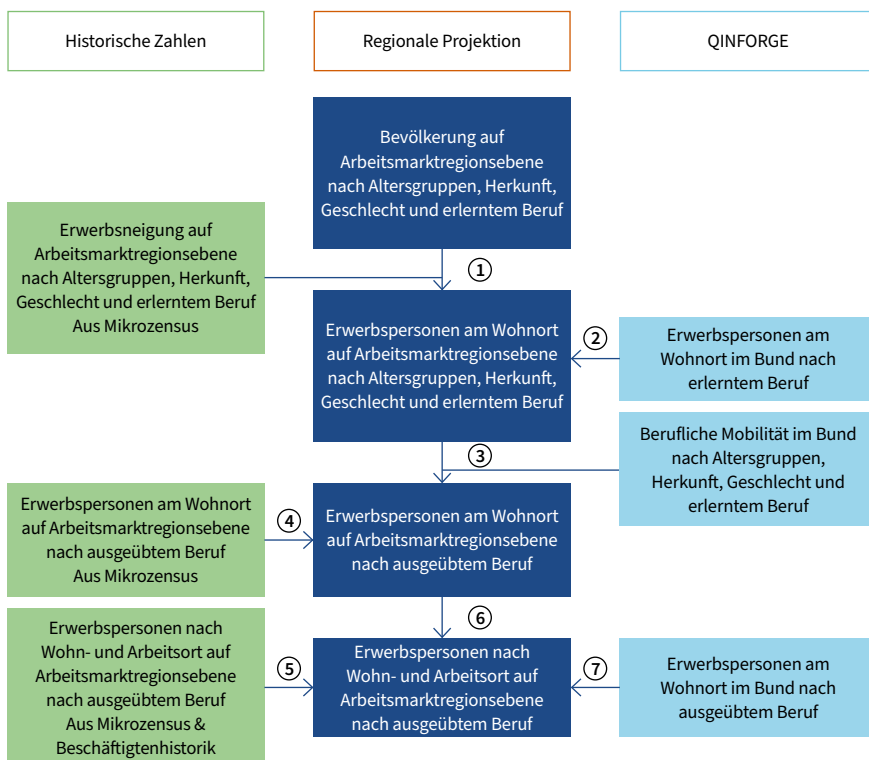 Historische Zahlen
Regionale Projektion
QINFORGE
Bevölkerung auf
Arbeitsmarktregionsebene
nach Altersgruppen, Herkunft,
Geschlecht und erlerntem Beruf
Erwerbsneigung auf
Arbeitsmarktregionsebene
nach Altersgruppen, Herkunft,
Geschlecht und erlerntem Beruf
Aus Mikrozensus
1
Erwerbspersonen am Wohnort
auf Arbeitsmarktregionsebene
nach Altersgruppen, Herkunft,
Geschlecht und erlerntem Beruf
2
Erwerbspersonen am
Wohnort im Bund nach
erlerntem Beruf
3
Berufliche Mobilität im Bund
nach Altersgruppen,
Herkunft, Geschlecht und
erlerntem Beruf
Erwerbspersonen am Wohnort
auf Arbeitsmarktregionsebene
nach ausgeübtem Beruf
Aus Mikrozensus
4
Erwerbspersonen am Wohnort
auf Arbeitsmarktregionsebene
nach ausgeübtem Beruf
6
Erwerbspersonen nach
Wohn- und Arbeitsort auf
Arbeitsmarktregionsebene
nach ausgeübtem Beruf
Aus Mikrozensus &
Beschäftigtenhistorik
5
Erwerbspersonen nach
Wohn- und Arbeitsort auf
Arbeitsmarktregionsebene
nach ausgeübtem Beruf
7
Erwerbspersonen am
Wohnort im Bund nach
ausgeübtem Beruf